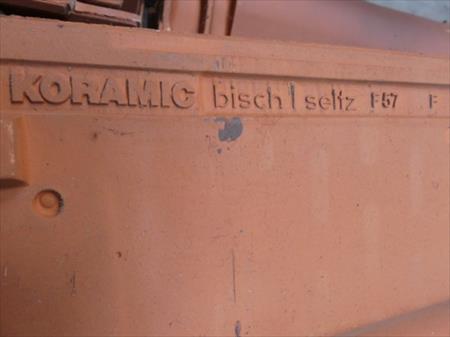 KORAMIC bisch | seltz F57 F